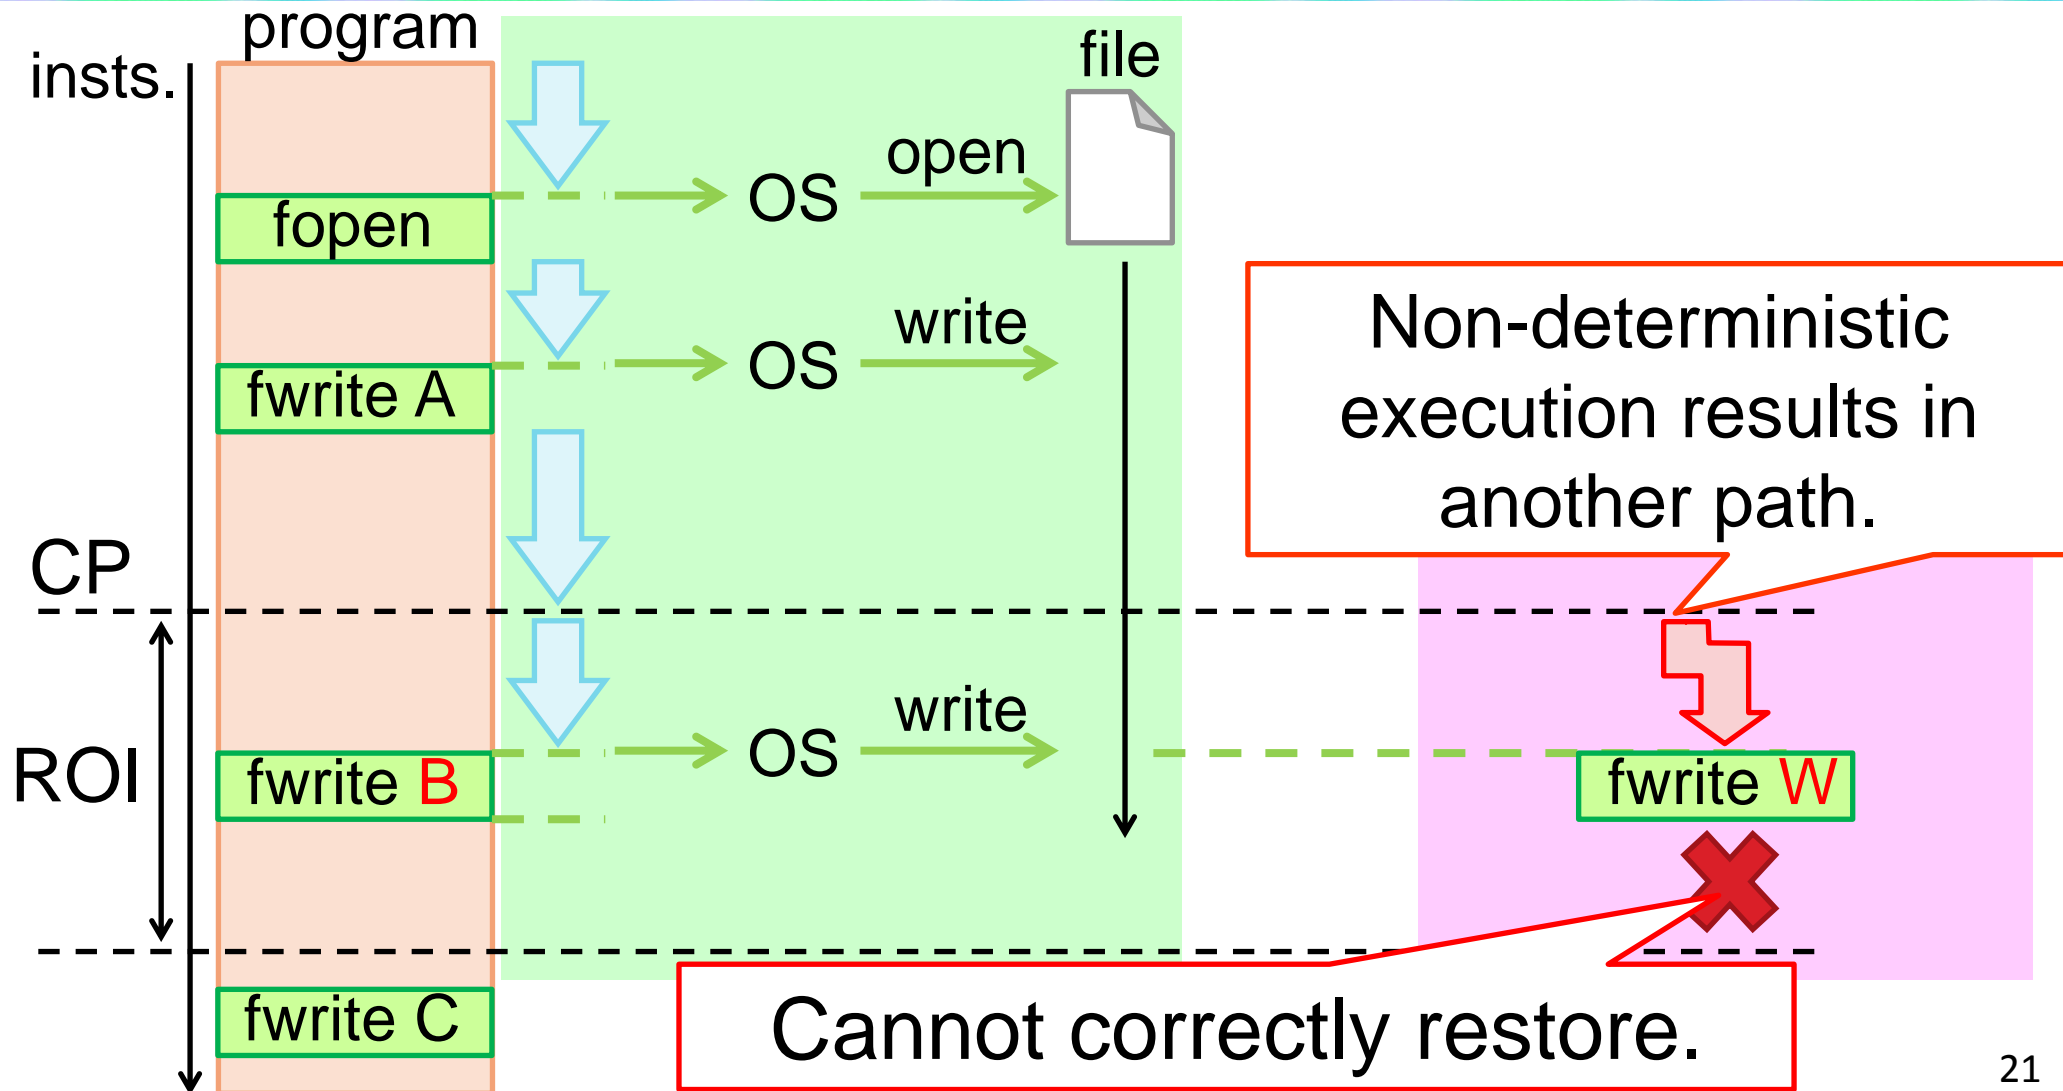 program
insts.
file
open
OS
fopen
write
OS
fwrite A
Non-deterministic
execution results in
another path.
CP
write
OS
ROI
fwrite B
fwrite W
fwrite C
Cannot correctly restore.
21